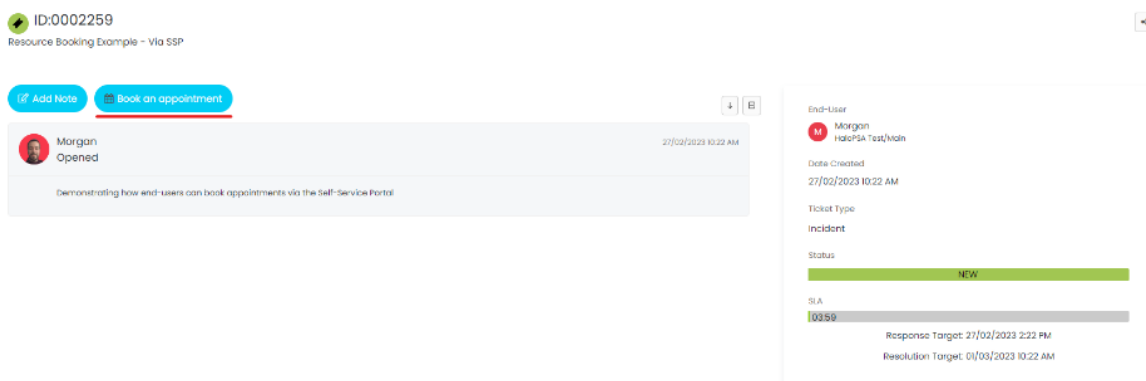 ID:0002259
Resource Booking Example - Via SSP
Add Note
Book an appointment
Morgan
Opened
27/02/2023 10:22 AM
Demonstrating how end-users can book appointments via the Self-Service Portal
End-User
M
Morgan
HaloPSA Test/Main
Date Created
27/02/2023 10:22 AM
Ticket Type
Incident
Status
NEW
SLA
03:59
Response Target: 27/02/2023 2:22 PM
Resolution Target: 01/03/2023 10:22 AM